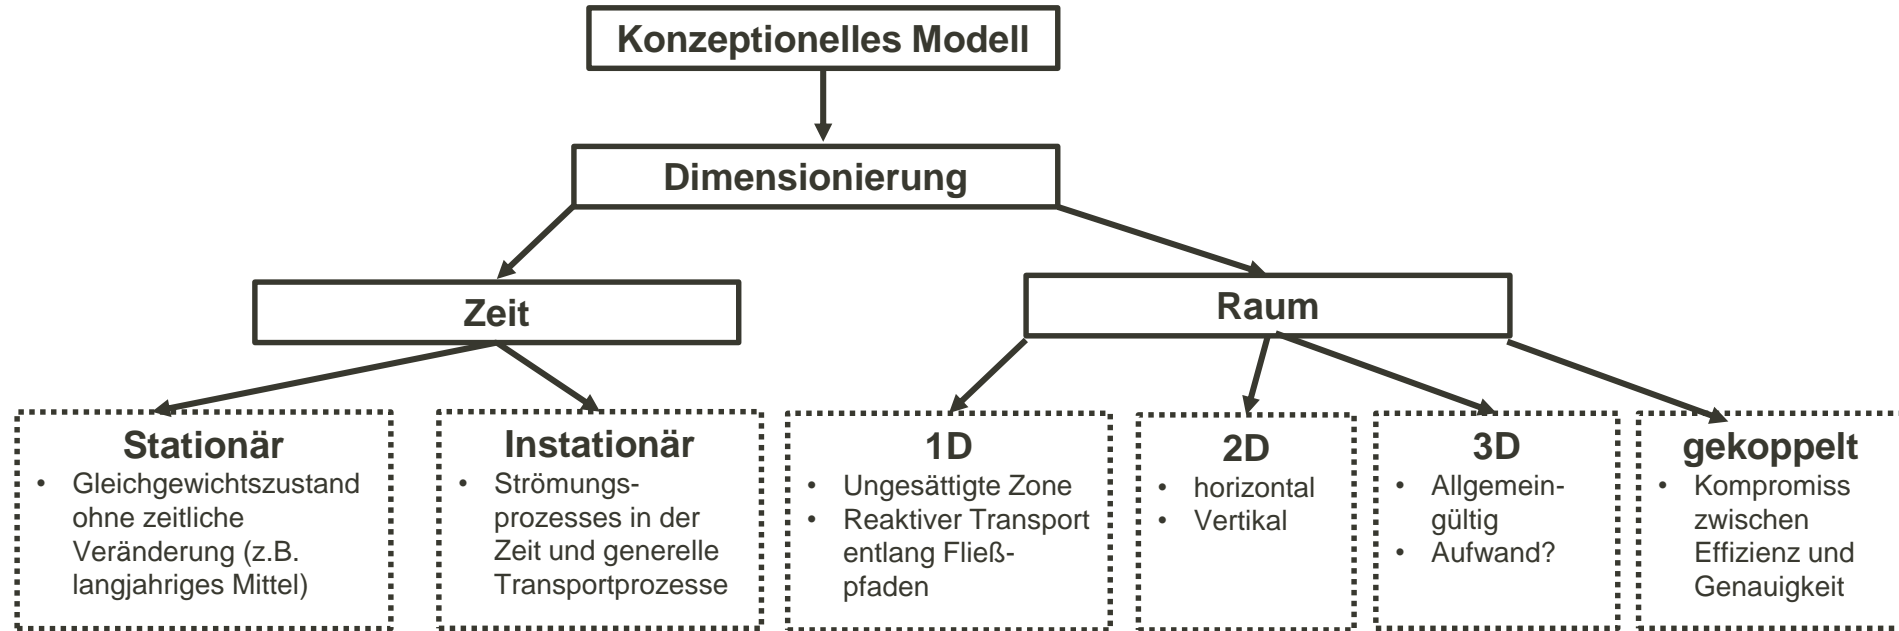 Konzeptionelles Modell
Dimensionierung
Zeit
Raum
Stationär
• Gleichgewichtszustand
ohne zeitliche
Veränderung (z.B.
langjahriges Mittel)
Instationär
• Strömungs-
prozesses in der
Zeit und generelle
Transportprozesse
1D
• Ungesättigte Zone
• Reaktiver Transport
entlang Fließ-
pfaden
2D
• horizontal
• Vertikal
3D
• Allgemein-
gültig
• Aufwand?
gekoppelt
• Kompromiss
zwischen
Effizienz und
Genauigkeit